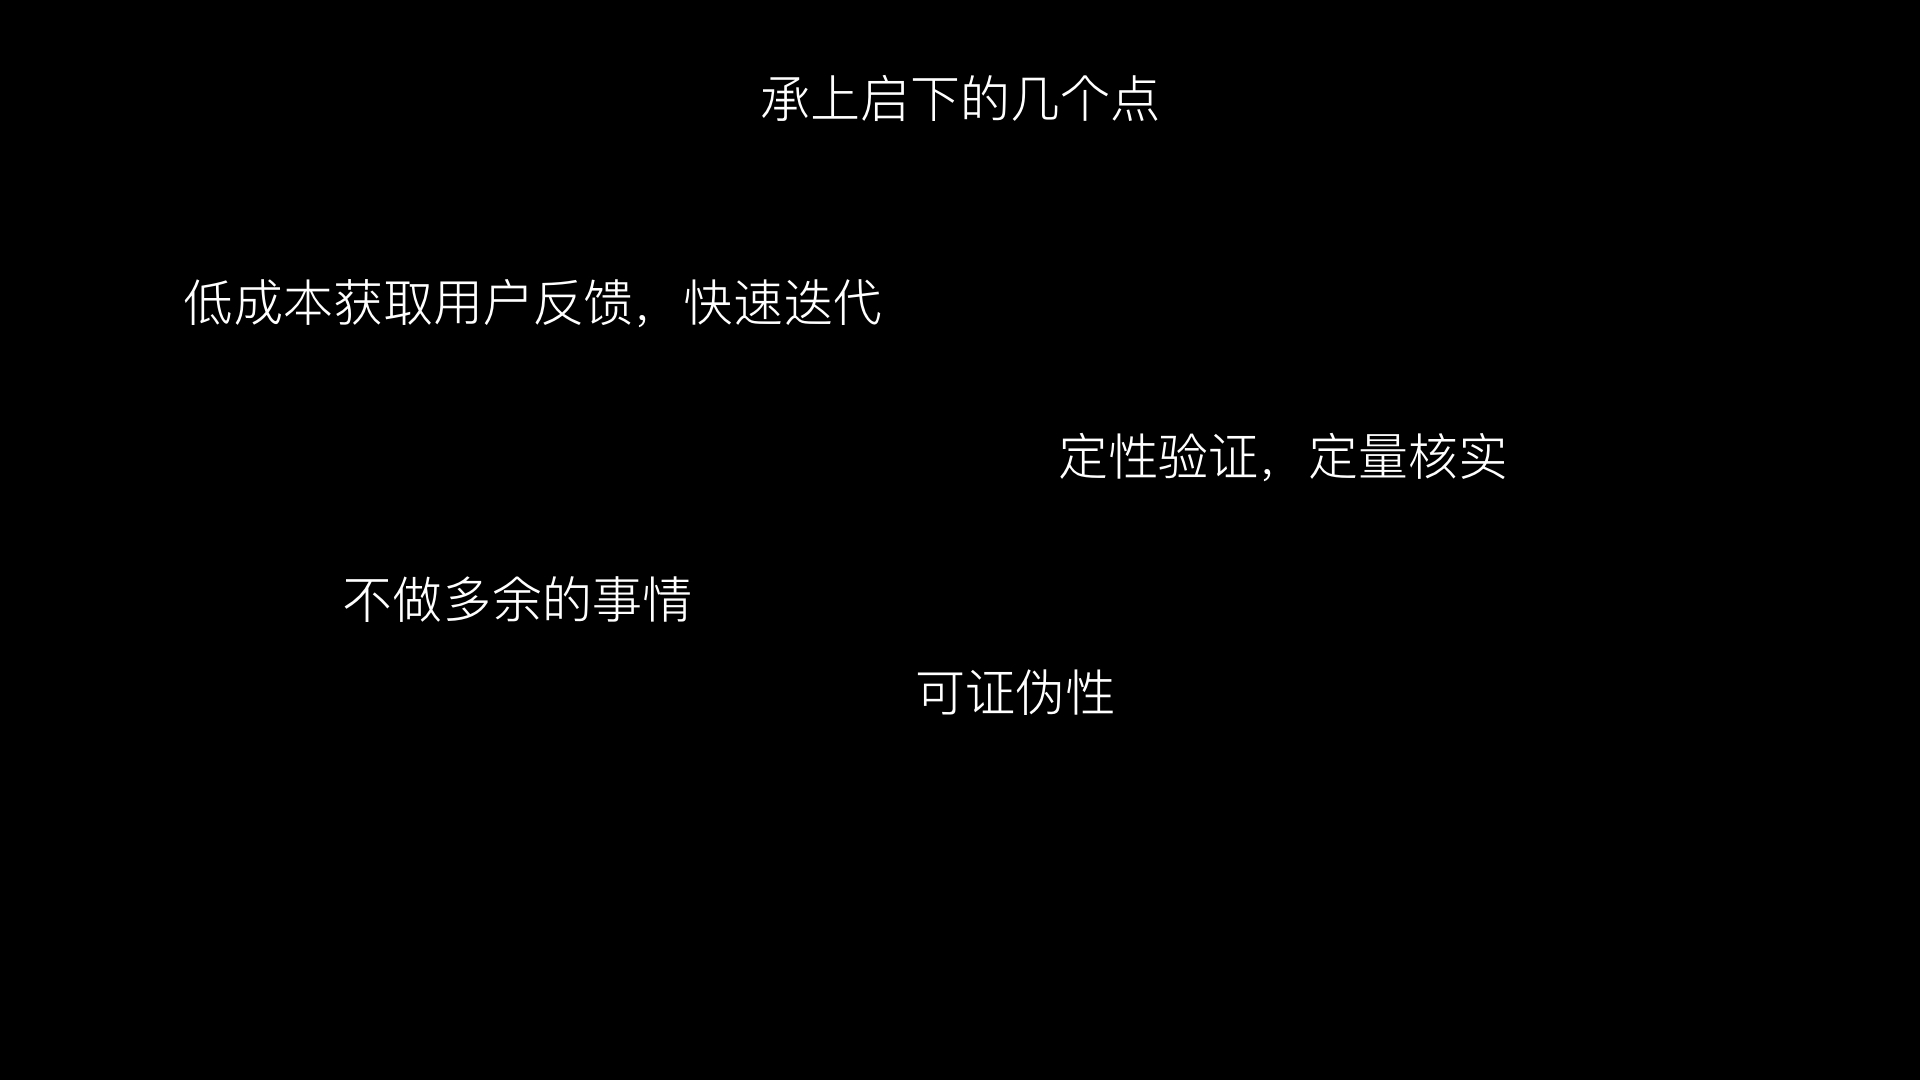 承上启下的几个点
低成本获取用户反馈，快速迭代
定性验证，定量核实
不做多余的事情
可证伪性